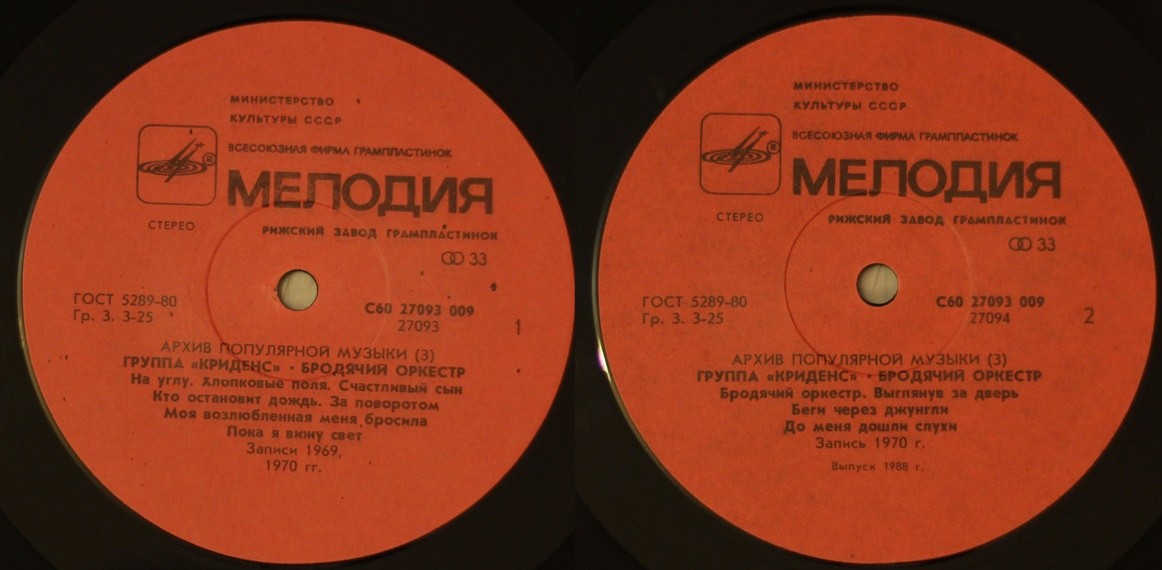 МИНИСТЕРСТВО
КУЛЬТУРЫ СССР
ВСЕСОЮЗНАЯ ФИРМА ГРАМПЛАСТИНОК
®
МЕЛОДИЯ
СТЕРЕО
РИЖСКИЙ ЗАВОД ГРАМПЛАСТИНОК
33
ГОСТ 5289-80
Гр. 3. 3-25
С60 27093 009
27093
1
АРХИВ ПОПУЛЯРНОЙ МУЗЫКИ (3)
ГРУППА «КРИДЕНС» · БРОДЯЧИЙ ОРКЕСТР
На углу. Хлопковые поля. Счастливый сын
Кто остановит дождь. За поворотом
Моя возлюбленная меня бросила
Пока я вижу свет
Записи 1969,
1970 гг.
МИНИСТЕРСТВО
КУЛЬТУРЫ СССР
ВСЕСОЮЗНАЯ ФИРМА ГРАМПЛАСТИНОК
®
МЕЛОДИЯ
СТЕРЕО
РИЖСКИЙ ЗАВОД ГРАМПЛАСТИНОК
33
ГОСТ 5289-80
Гр. 3. 3-25
С60 27093 009
27094
2
АРХИВ ПОПУЛЯРНОЙ МУЗЫКИ (3)
ГРУППА «КРИДЕНС» · БРОДЯЧИЙ ОРКЕСТР
Бродячий оркестр. Выглянув за дверь
Беги через джунгли
До меня дошли слухи
Запись 1970 г.
Выпуск 1988 г.